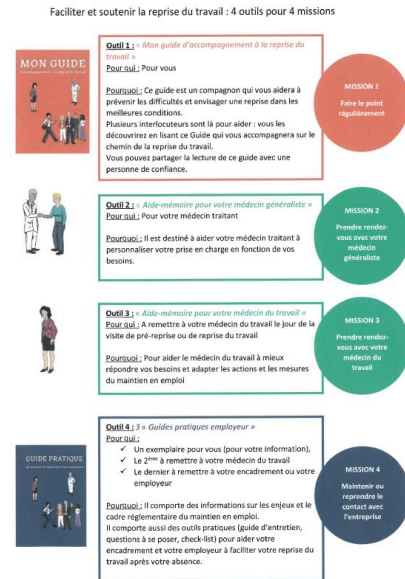 Faciliter et soutenir la reprise du travail : 4 outils pour 4 missions
MON GUIDE
Outil 1 : « Mon guide d'accompagnement à la reprise du
travail »
Pour qui : Pour vous
Pourquoi : Ce guide est un compagnon qui vous aidera à
prévenir les difficultés et envisager une reprise dans les
meilleures conditions.
Plusieurs interlocuteurs sont là pour aider : vous les
découvrirez en lisant ce Guide qui vous accompagnera sur le
chemin de la reprise du travail.
Vous pouvez partager la lecture de ce guide avec une
personne de confiance.
MISSION 1
Faire le point
régulièrement
Outil 2 : « Aide-mémoire pour votre médecin généraliste »
Pour qui : Pour votre médecin traitant
Pourquoi : Il est destiné à aider votre médecin traitant à
personnaliser votre prise en charge en fonction de vos
besoins.
MISSION 2
Prendre rendez-
vous avec votre
médecin
généraliste
Outil 3 : « Aide-mémoire pour votre médecin du travail »
Pour qui : A remettre à votre médecin du travail le jour de la
visite de pré-reprise ou de reprise du travail
Pourquoi : Pour aider le médecin du travail à mieux
répondre vos besoins et adapter les actions et les mesures
du maintien en emploi
MISSION 3
Prendre rendez-
vous avec votre
médecin du
travail
GUIDE PRATIQUE
Outil 4 : 3 « Guides pratiques employeur »
Pour qui :
✓ Un exemplaire pour vous (pour votre information),
✓ Le 2ème à remettre à votre médecin du travail
✓ Le dernier à remettre à votre encadrement ou votre
employeur
Pourquoi : Il comporte des informations sur les enjeux et le
cadre réglementaire du maintien en emploi.
Il comporte aussi des outils pratiques (guide d'entretien,
questions à se poser, check-list) pour aider votre
encadrement et votre employeur à faciliter votre reprise du
travail après votre absence.
MISSION 4
Maintenir ou
reprendre le
contact avec
l'entreprise